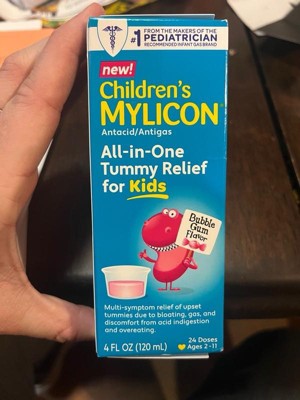 FROM THE MAKERS OF THE
#1 PEDIATRICIAN
RECOMMENDED INFANT GAS BRAND
new!
Children's
MYLICON
Antacid/Antigas
All-in-One
Tummy Relief
for Kids
Bubble
Gum
Flavor
Multi-symptom relief of upset
tummies due to bloating, gas, and
discomfort from acid indigestion
and overeating.
4 FL OZ (120 mL)
24 Doses
Ages 2-11